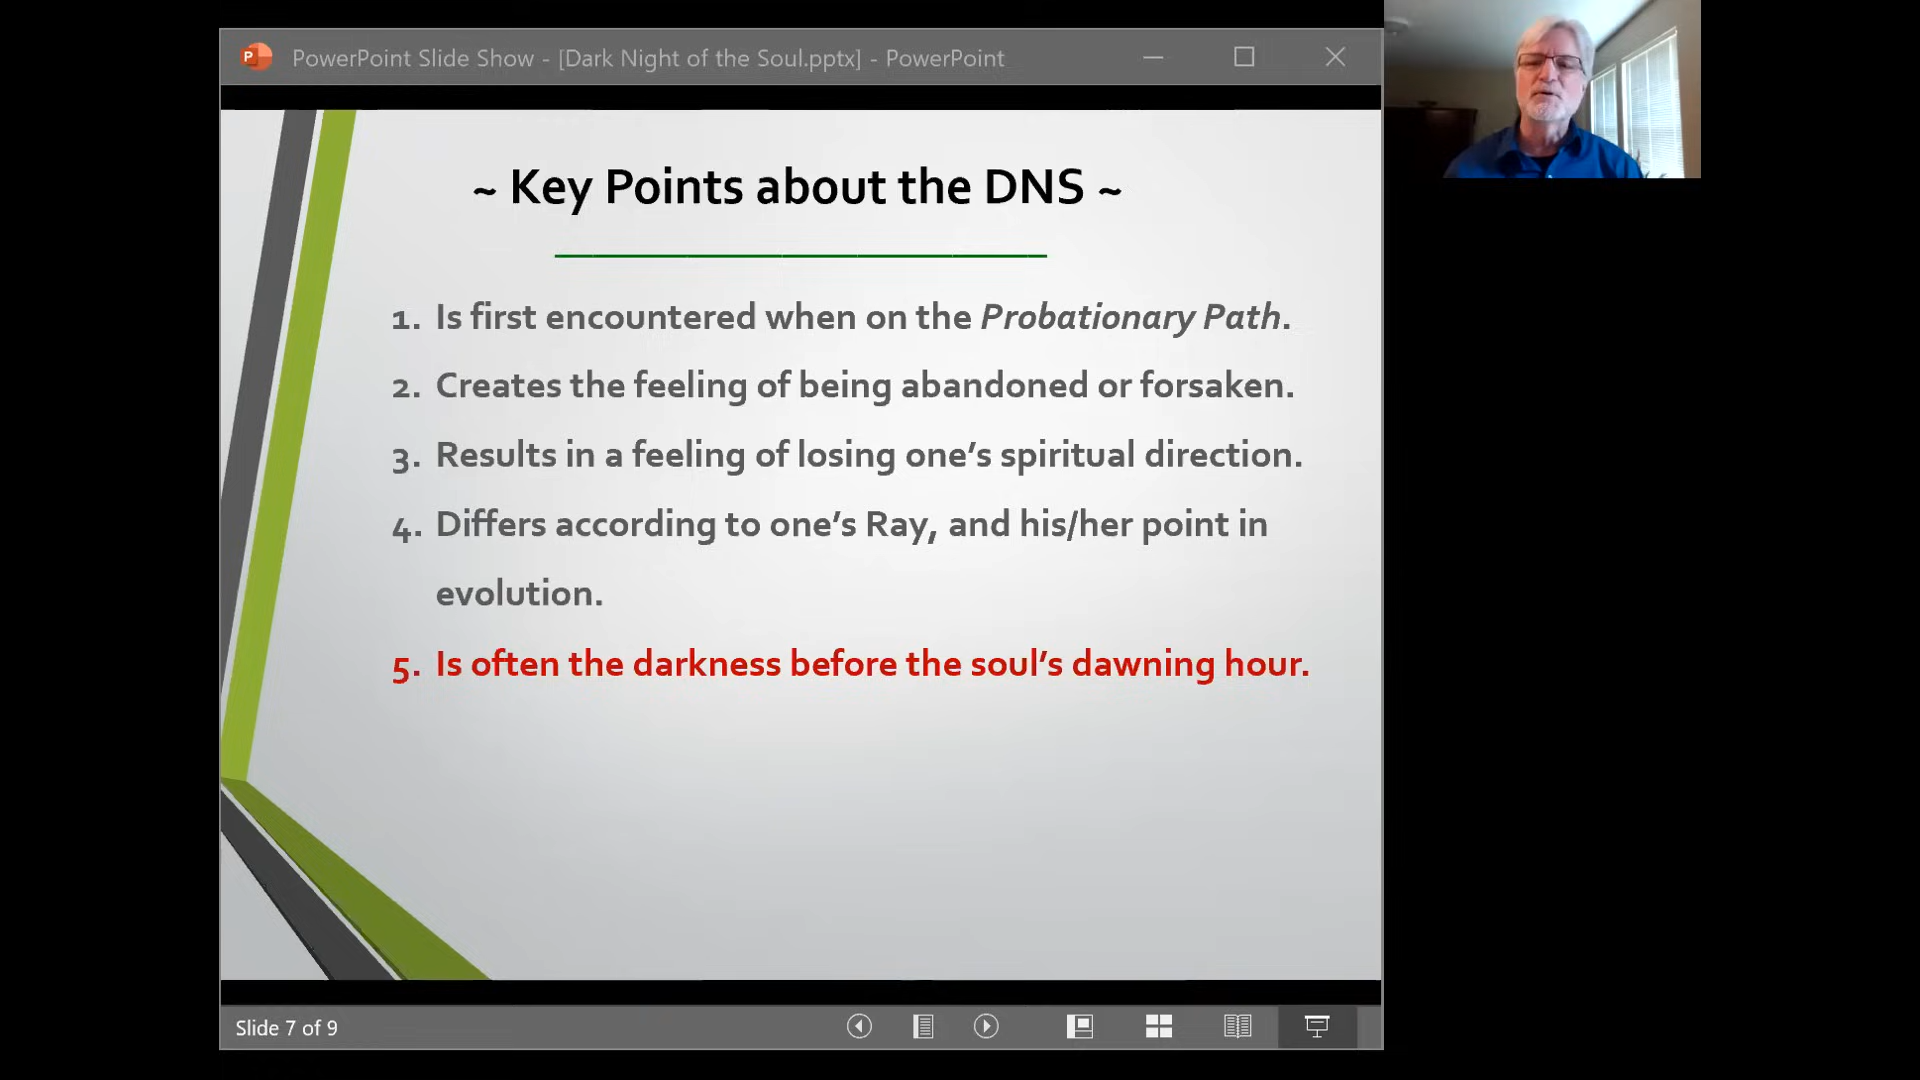 PowerPoint Slide Show - [Dark Night of the Soul.pptx] - PowerPoint
~ Key Points about the DNS ~
1. Is first encountered when on the Probationary Path.
2. Creates the feeling of being abandoned or forsaken.
3. Results in a feeling of losing one’s spiritual direction.
4. Differs according to one’s Ray, and his/her point in
evolution.
5. Is often the darkness before the soul’s dawning hour.
Slide 7 of 9